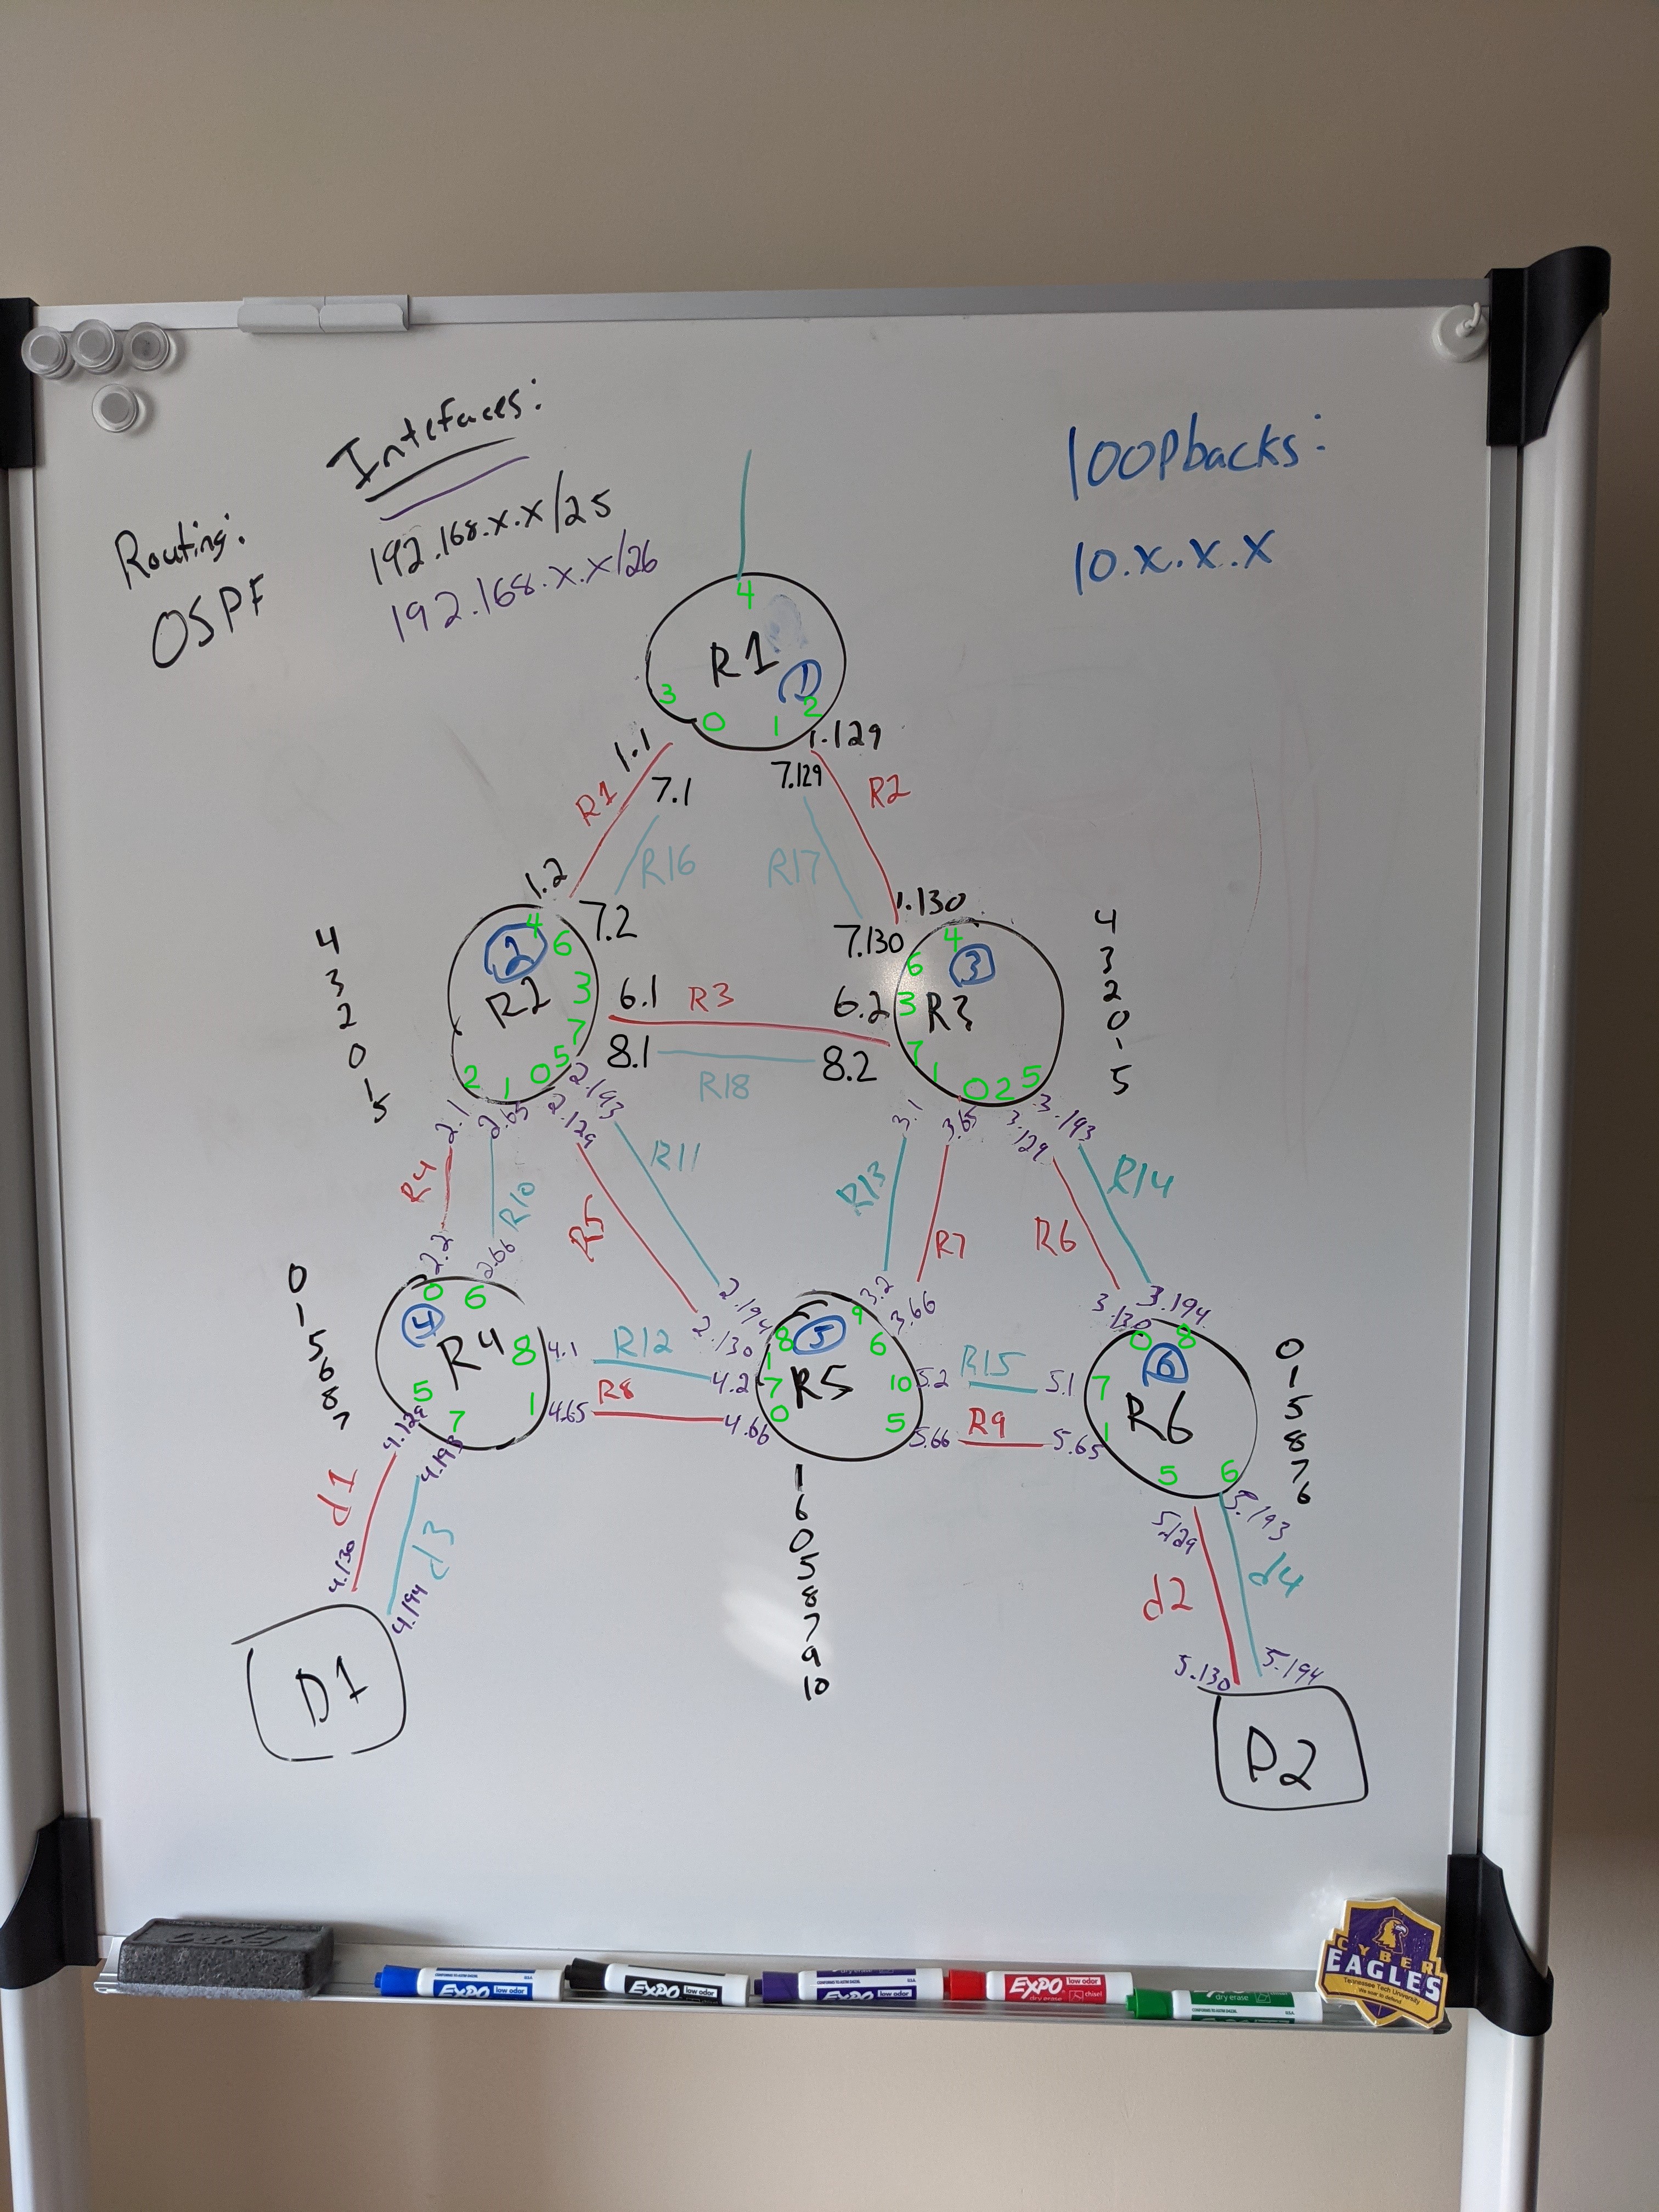 Intefaces:
192.168.x.x/25
192.168.x.x/26
Routing:
OSPF
loopbacks:
10.x.x.x
4
R1
1
3
0
1
2
1.1
7.1
7.129
1.129
R1
R16
R17
R2
1.2
7.2
7.130
1.130
4
3
2
0
1
5
2
4
6
R2
3
7
5
0
1
2
6.1
R3
6.2
8.1
R18
8.2
4
6
3
R3
3
7
1
0
2
5
4
3
2
0
1
5
2.1
2.65
2.129
2.193
3.1
3.65
3.129
3.193
R4
R10
R5
R11
R13
R7
R6
R14
2.2
2.66
2.130
2.194
3.2
3.66
3.130
3.194
0
1
5
6
8
7
0
6
4
R4
8
5
7
1
4.1
R12
4.2
4.65
R8
4.66
8
5
9
1
6
7
R5
10
0
5
5.2
R15
5.1
5.66
R9
5.65
0
8
6
7
R6
1
5
6
0
1
5
8
7
6
4.129
4.193
d1
d3
4.130
4.194
D1
1
6
0
5
8
7
9
10
5.129
5.193
d2
d4
5.130
5.194
D2
EXPO
low odor
EXPO
low odor
EXPO
low odor
EXPO
low odor
dry erase
chisel
dry erase
CYBER
EAGLES
Tennessee Tech University